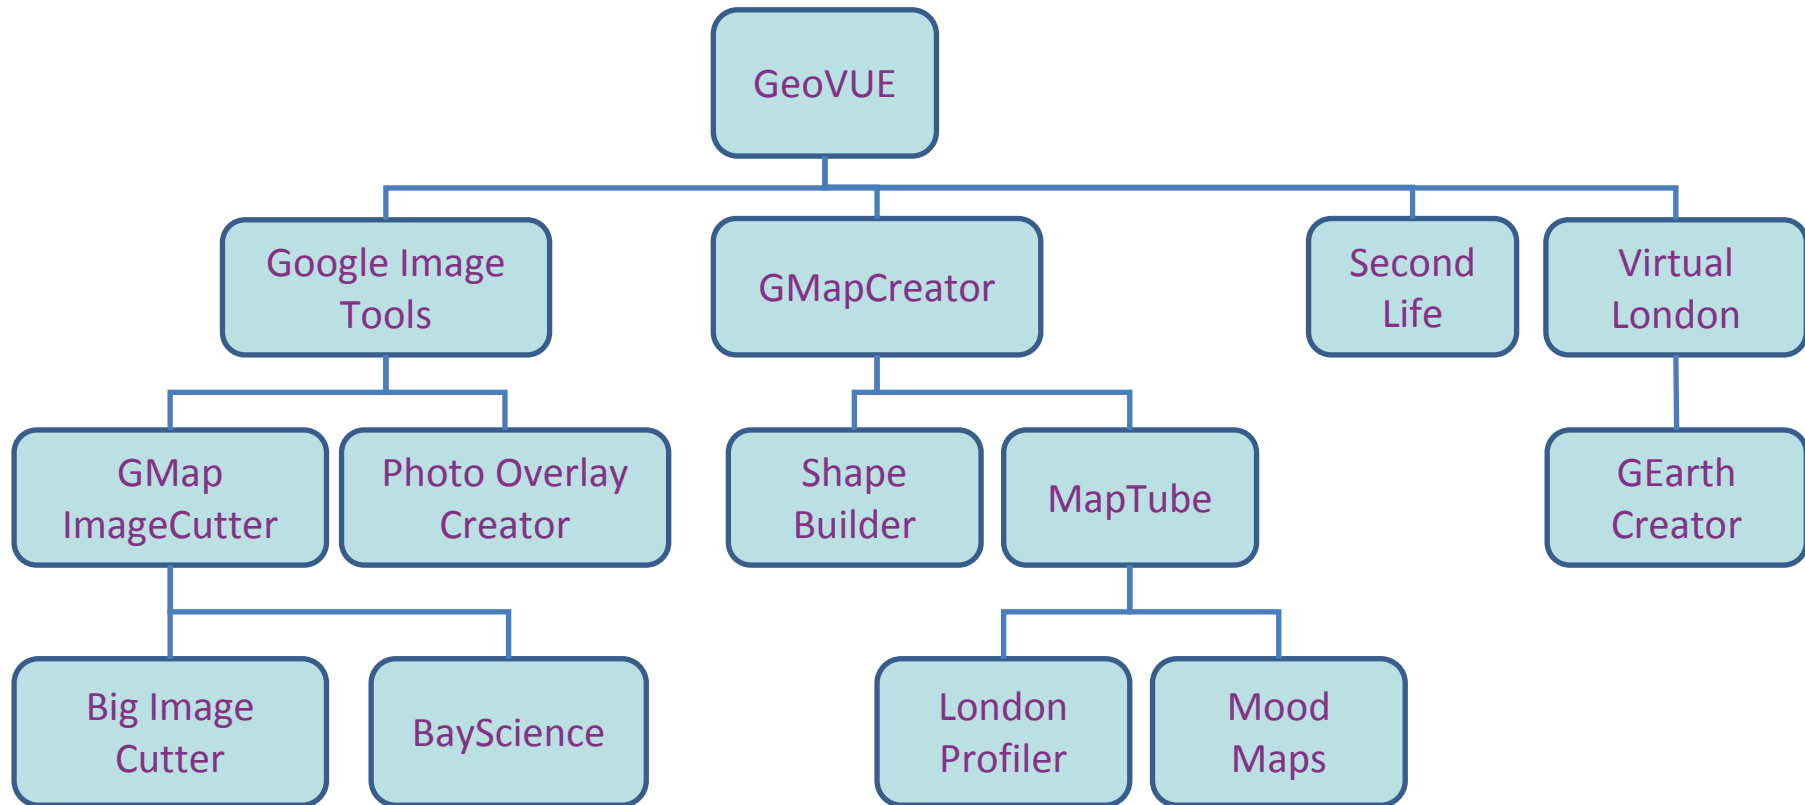 GeoVUE
Google Image
Tools
GMapCreator
Second
Life
Virtual
London
GMap
ImageCutter
Photo Overlay
Creator
Shape
Builder
MapTube
GEarth
Creator
Big Image
Cutter
BayScience
London
Profiler
Mood
Maps